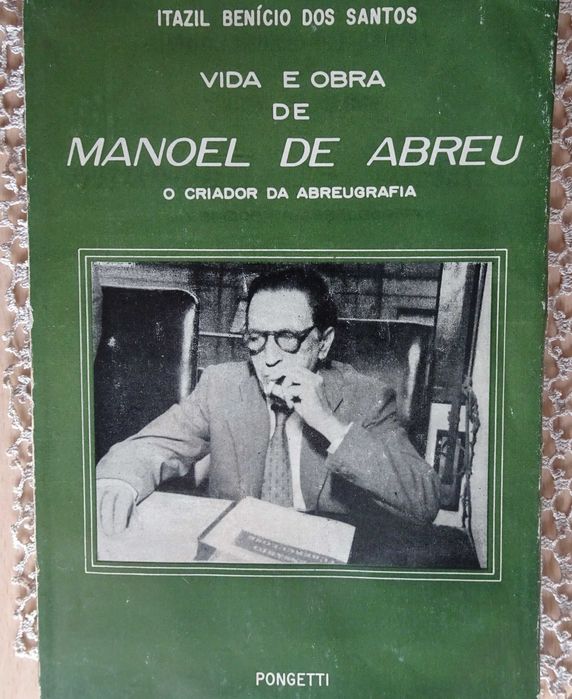 ITAZIL BENÍCIO DOS SANTOS
VIDA E OBRA
DE
MANOEL DE ABREU
O CRIADOR DA ABREUGRAFIA
PONGETTI